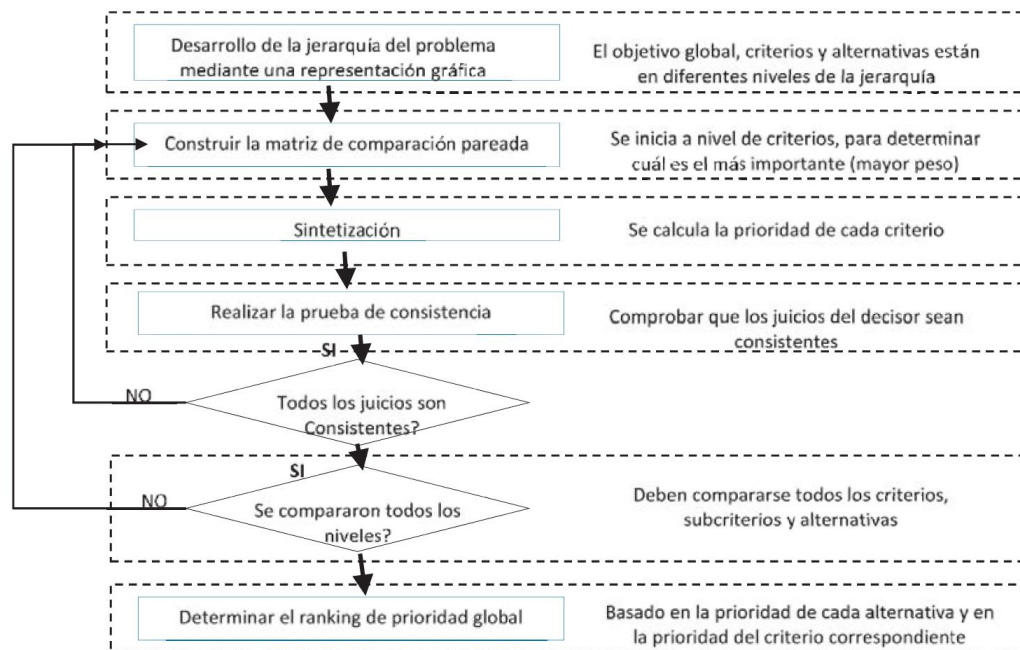 Desarrollo de la jerarquía del problema
mediante una representación gráfica
El objetivo global, criterios y alternativas están
en diferentes niveles de la jerarquía
Construir la matriz de comparación pareada
Se inicia a nivel de criterios, para determinar
cuál es el más importante (mayor peso)
Sintetización
Se calcula la prioridad de cada criterio
Realizar la prueba de consistencia
Comprobar que los juicios del decisor sean
consistentes
SI
NO
Todos los juicios son
Consistentes?
SI
NO
Se compararon todos los
niveles?
Deben compararse todos los criterios,
subcriterios y alternativas
Determinar el ranking de prioridad global
Basado en la prioridad de cada alternativa y en
la prioridad del criterio correspondiente